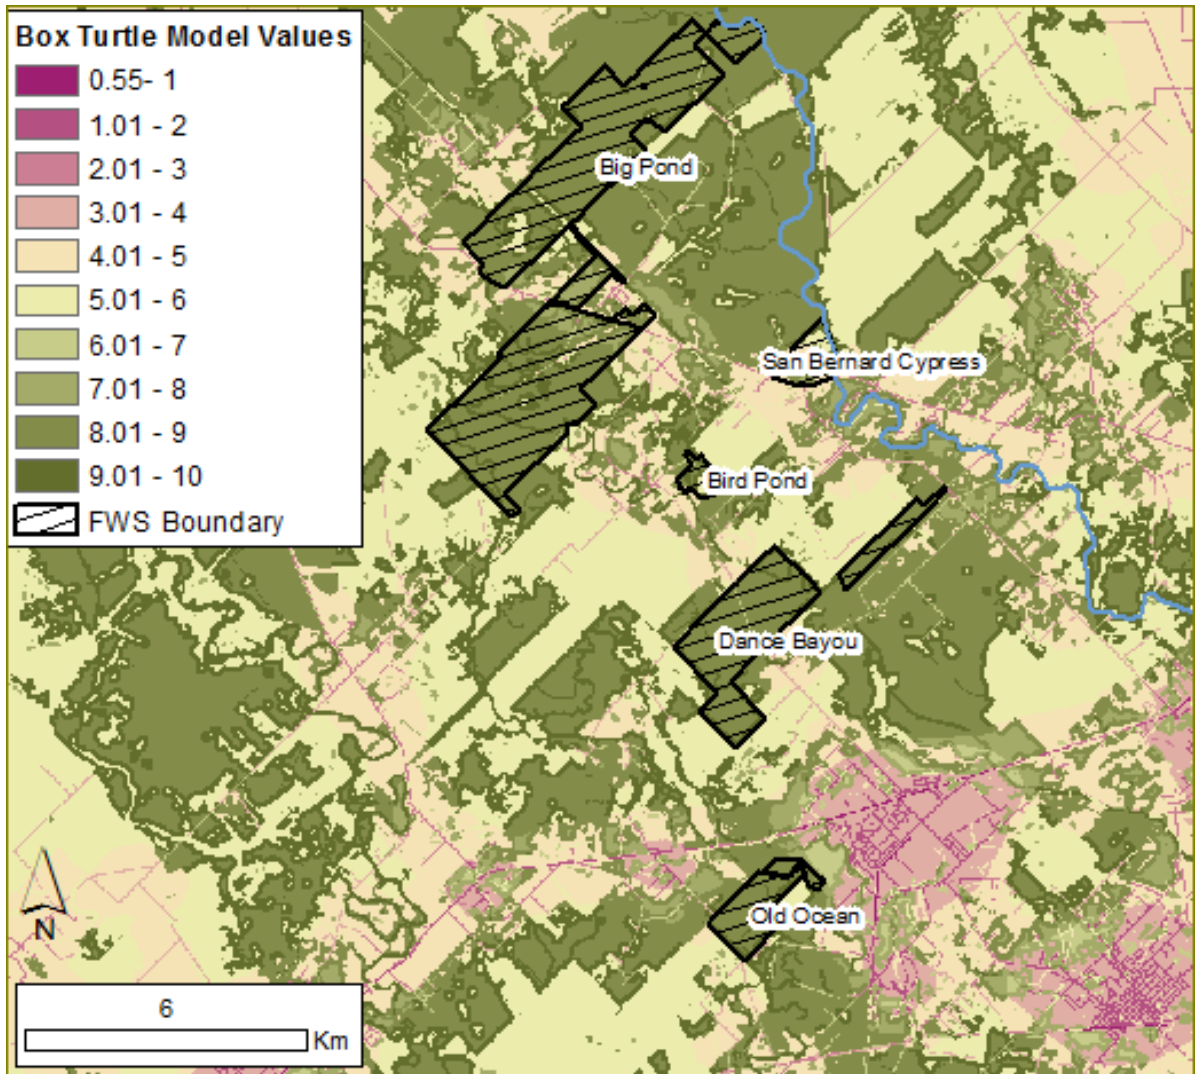 Box Turtle Model Values
0.55- 1
1.01 - 2
2.01 - 3
3.01 - 4
4.01 - 5
5.01 - 6
6.01 - 7
7.01 - 8
8.01 - 9
9.01 - 10
FWS Boundary
Big Pond
San Bernard Cypress
Bird Pond
Dance Bayou
Old Ocean
N
6
Km